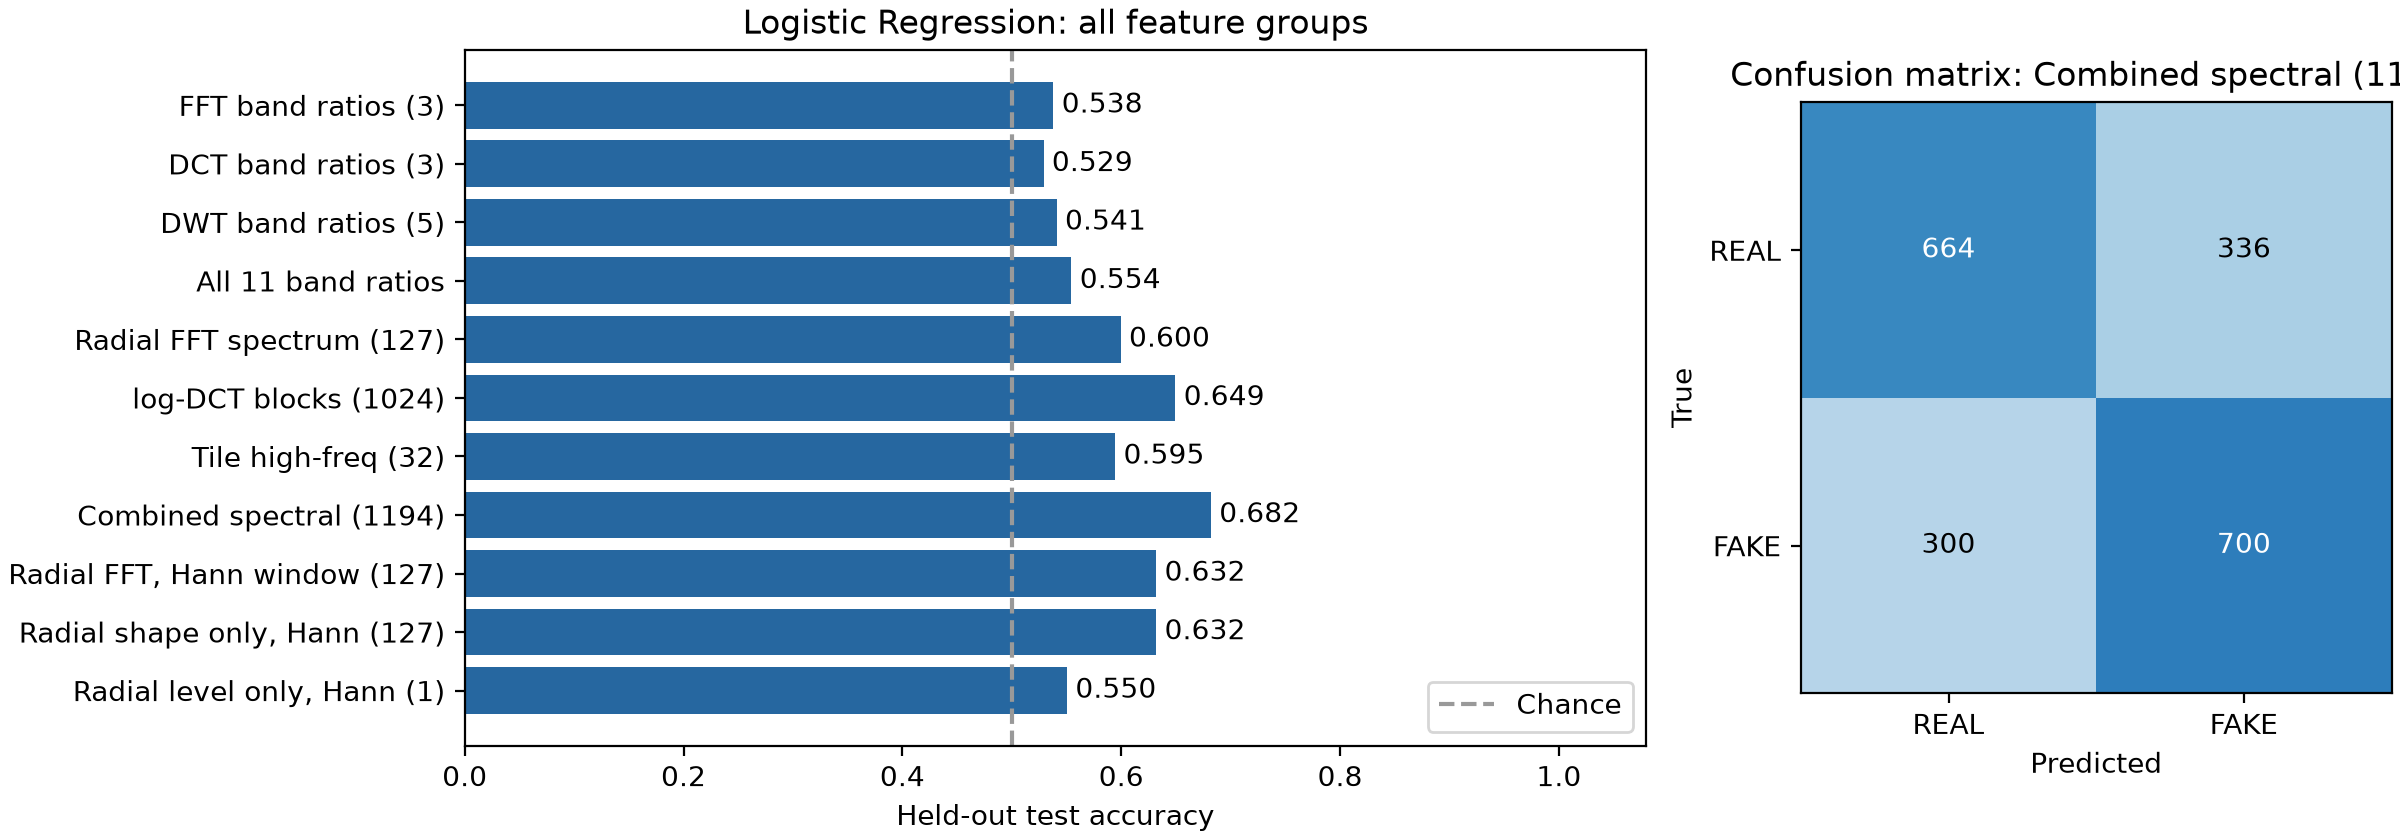 Logistic Regression: all feature groups
FFT band ratios (3)
0.538
DCT band ratios (3)
0.529
DWT band ratios (5)
0.541
All 11 band ratios
0.554
Radial FFT spectrum (127)
0.600
log-DCT blocks (1024)
0.649
Tile high-freq (32)
0.595
Combined spectral (1194)
0.682
Radial FFT, Hann window (127)
0.632
Radial shape only, Hann (127)
0.632
Radial level only, Hann (1)
0.550
Chance
0.0 0.2 0.4 0.6 0.8 1.0
Held-out test accuracy
Confusion matrix: Combined spectral (11
True
REAL
664 336
FAKE
300 700
REAL FAKE
Predicted